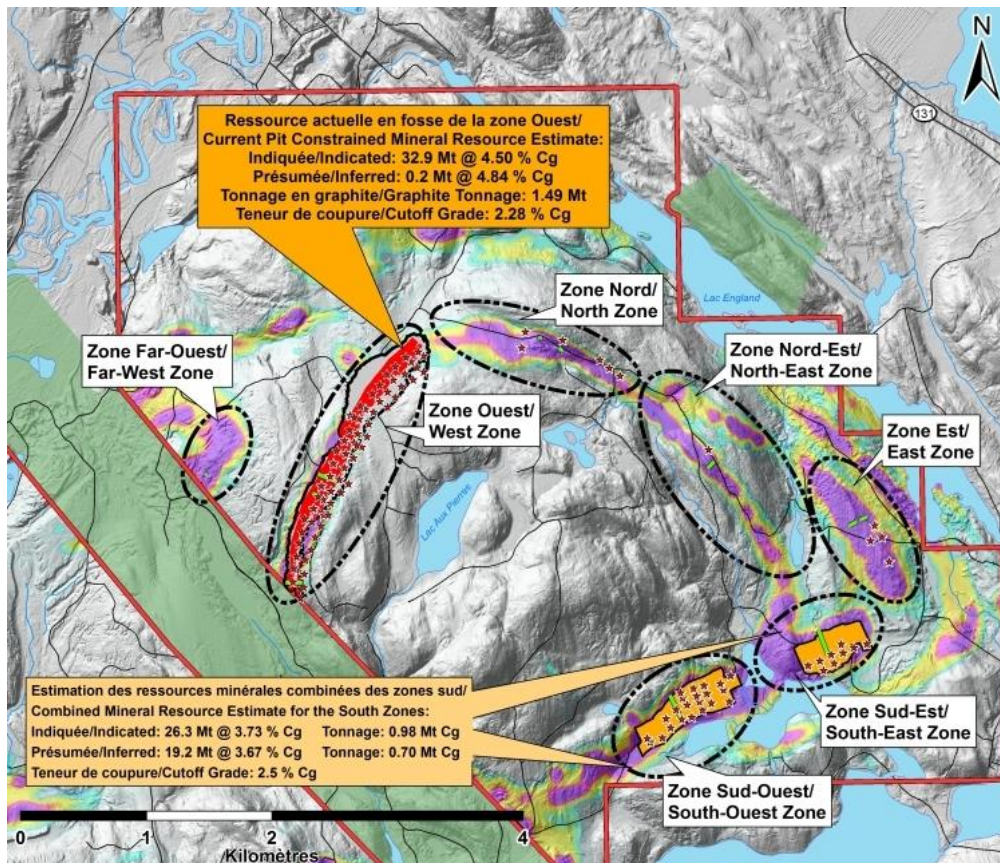 N
131
Ressource actuelle en fosse de la zone Ouest/
Current Pit Constrained Mineral Resource Estimate:
Indiquée/Indicated: 32.9 Mt @ 4.50 % Cg
Présumée/Inferred: 0.2 Mt @ 4.84 % Cg
Tonnage en graphite/Graphite Tonnage: 1.49 Mt
Teneur de coupure/Cutoff Grade: 2.28 % Cg
Zone Nord/
North Zone
Lac England
Zone Far-Ouest/
Far-West Zone
Zone Nord-Est/
North-East Zone
Zone Ouest/
West Zone
Zone Est/
East Zone
Lac Aux Pierres
Estimation des ressources minérales combinées des zones sud/
Combined Mineral Resource Estimate for the South Zones:
Indiquée/Indicated: 26.3 Mt @ 3.73 % Cg Tonnage: 0.98 Mt Cg
Présumée/Inferred: 19.2 Mt @ 3.67 % Cg Tonnage: 0.70 Mt Cg
Teneur de coupure/Cutoff Grade: 2.5 % Cg
Zone Sud-Est/
South-East Zone
Zone Sud-Ouest/
South-Ouest Zone
0 1 2 4
Kilomètres